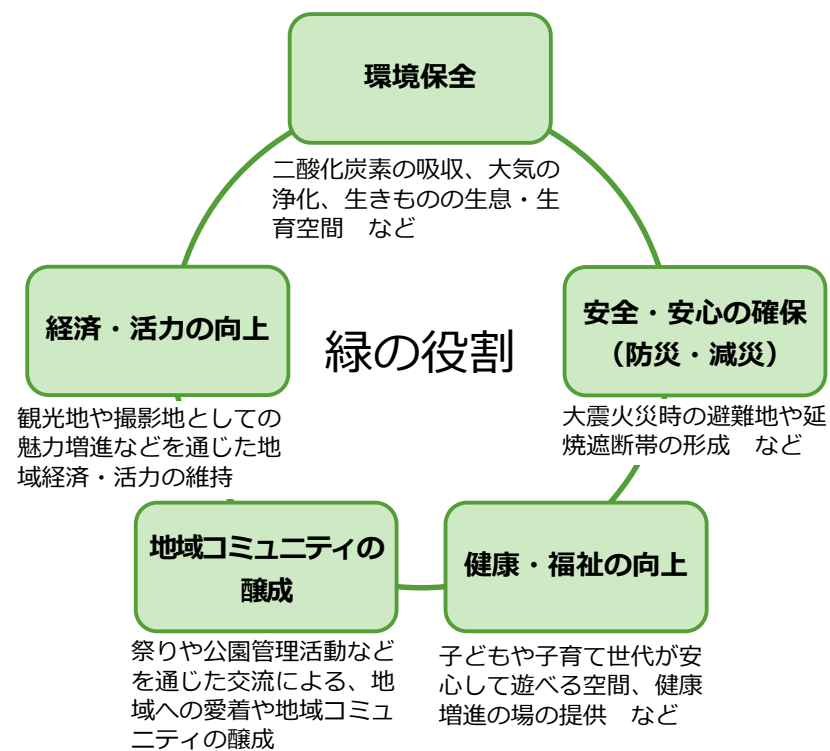 環境保全
二酸化炭素の吸収、大気の
浄化、生きものの生息・生
育空間　など
経済・活力の向上
観光地や撮影地としての
魅力増進などを通じた地
域経済・活力の維持
緑の役割
安全・安心の確保
（防災・減災）
大震火災時の避難地や延
焼遮断帯の形成　など
地域コミュニティの
醸成
祭りや公園管理活動など
を通じた交流による、地
域への愛着や地域コミュ
ニティの醸成
健康・福祉の向上
子どもや子育て世代が安
心して遊べる空間、健康
増進の場の提供　など